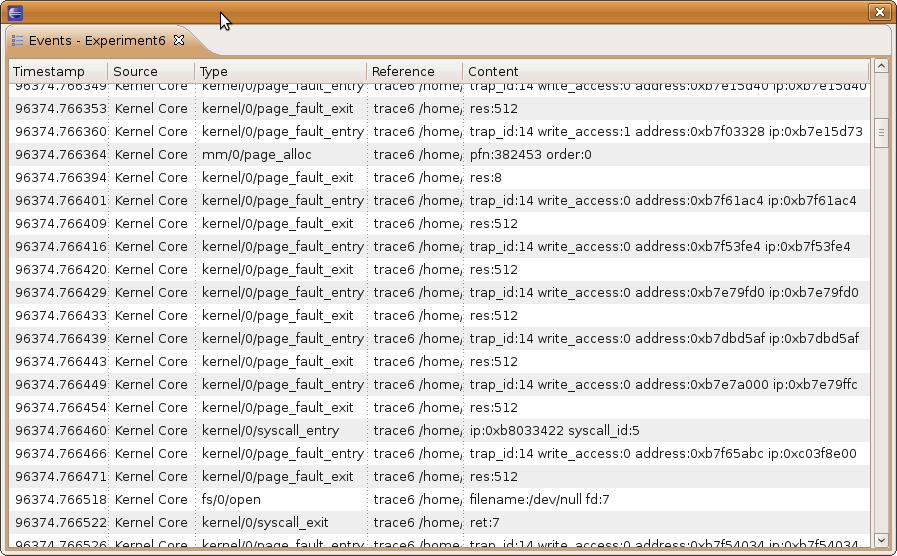 Events - Experiment6
Timestamp Source Type Reference Content
96374.766349 Kernel Core kernel/0/page_fault_entry trace6 /home, trap_id:14 write_access:0 address:0xb7e15d40 ip:0xb7e15d40
96374.766353 Kernel Core kernel/0/page_fault_exit trace6 /home, res:512
96374.766360 Kernel Core kernel/0/page_fault_entry trace6 /home, trap_id:14 write_access:1 address:0xb7f03328 ip:0xb7e15d73
96374.766364 Kernel Core mm/0/page_alloc trace6 /home, pfn:382453 order:0
96374.766394 Kernel Core kernel/0/page_fault_exit trace6 /home, res:8
96374.766401 Kernel Core kernel/0/page_fault_entry trace6 /home, trap_id:14 write_access:0 address:0xb7f61ac4 ip:0xb7f61ac4
96374.766409 Kernel Core kernel/0/page_fault_exit trace6 /home, res:512
96374.766416 Kernel Core kernel/0/page_fault_entry trace6 /home, trap_id:14 write_access:0 address:0xb7f53fe4 ip:0xb7f53fe4
96374.766420 Kernel Core kernel/0/page_fault_exit trace6 /home, res:512
96374.766429 Kernel Core kernel/0/page_fault_entry trace6 /home, trap_id:14 write_access:0 address:0xb7e79fd0 ip:0xb7e79fd0
96374.766433 Kernel Core kernel/0/page_fault_exit trace6 /home, res:512
96374.766439 Kernel Core kernel/0/page_fault_entry trace6 /home, trap_id:14 write_access:0 address:0xb7dbd5af ip:0xb7dbd5af
96374.766443 Kernel Core kernel/0/page_fault_exit trace6 /home, res:512
96374.766449 Kernel Core kernel/0/page_fault_entry trace6 /home, trap_id:14 write_access:0 address:0xb7e7a000 ip:0xb7e79ffc
96374.766454 Kernel Core kernel/0/page_fault_exit trace6 /home, res:512
96374.766460 Kernel Core kernel/0/syscall_entry trace6 /home, ip:0xb8033422 syscall_id:5
96374.766466 Kernel Core kernel/0/page_fault_entry trace6 /home, trap_id:14 write_access:0 address:0xb7f65abc ip:0xc03f8e00
96374.766471 Kernel Core kernel/0/page_fault_exit trace6 /home, res:512
96374.766518 Kernel Core fs/0/open trace6 /home, filename:/dev/null fd:7
96374.766522 Kernel Core kernel/0/syscall_exit trace6 /home, ret:7
96374.766526 Kernel Core kernel/0/page_fault_entry trace6 /home, trap_id:14 write_access:0 address:0xb7f54034 ip:0xb7f54034